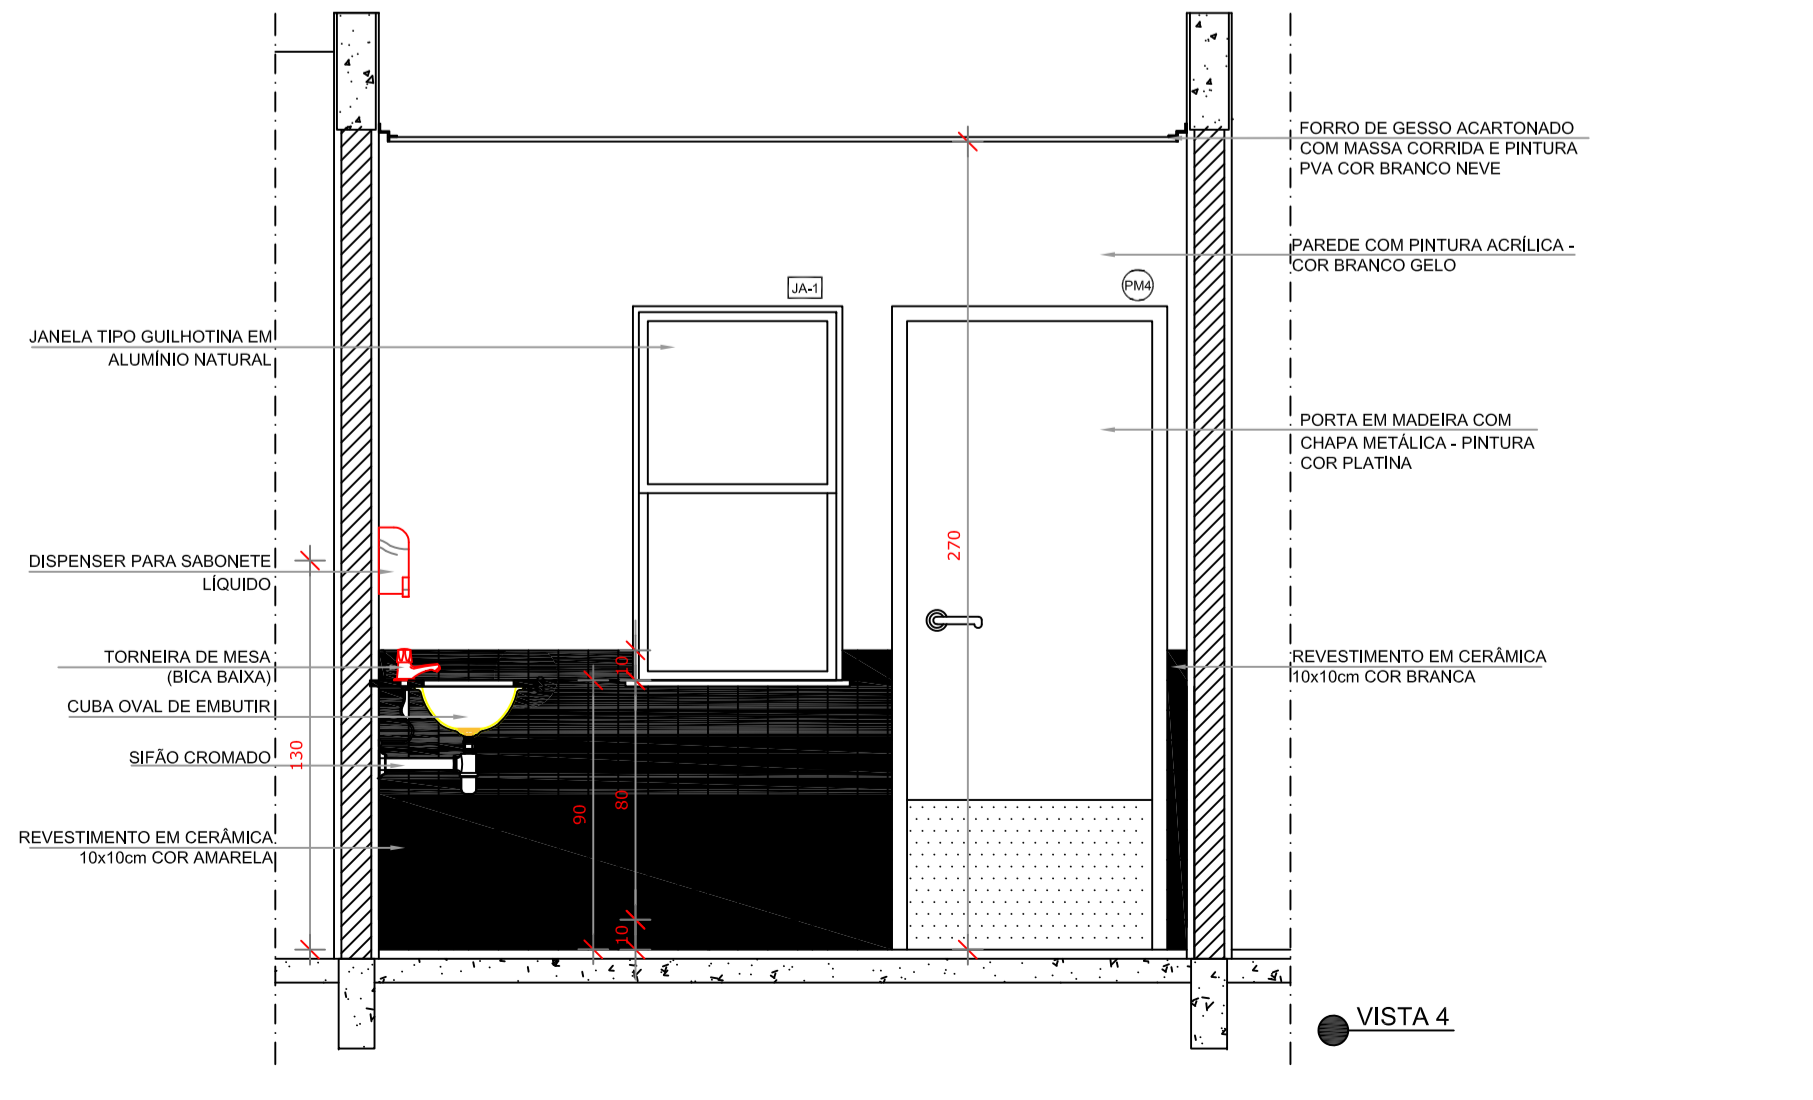 FORRO DE GESSO ACARTONADO
COM MASSA CORRIDA E PINTURA
PVA COR BRANCO NEVE
PAREDE COM PINTURA ACRÍLICA -
COR BRANCO GELO
JA-1
PM4
JANELA TIPO GUILHOTINA EM
ALUMÍNIO NATURAL
PORTA EM MADEIRA COM
CHAPA METÁLICA - PINTURA
COR PLATINA
270
DISPENSER PARA SABONETE
LÍQUIDO
TORNEIRA DE MESA
(BICA BAIXA)
10
REVESTIMENTO EM CERÂMICA
10x10cm COR BRANCA
CUBA OVAL DE EMBUTIR
SIFÃO CROMADO
130
90
80
REVESTIMENTO EM CERÂMICA
10x10cm COR AMARELA
10
VISTA 4